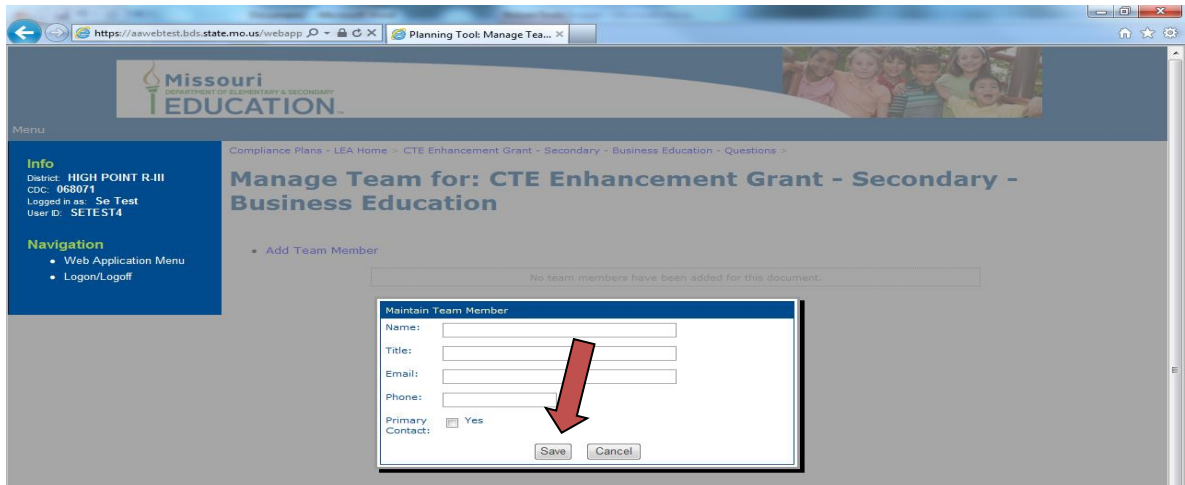 https://aawebtest.bds.state.mo.us/webapp
Planning Tool: Manage Tea...
Missouri
DEPARTMENT OF ELEMENTARY & SECONDARY
EDUCATION.
Menu
Info
District: HIGH POINT R-III
CDC: 068071
Logged in as: Se Test
User ID: SETEST4
Navigation
• Web Application Menu
• Logon/Logoff
Compliance Plans - LEA Home > CTE Enhancement Grant - Secondary - Business Education - Questions >
Manage Team for: CTE Enhancement Grant - Secondary -
Business Education
• Add Team Member
No team members have been added for this document.
Maintain Team Member
Name:
Title:
Email:
Phone:
Primary
Contact:
Yes
Save Cancel